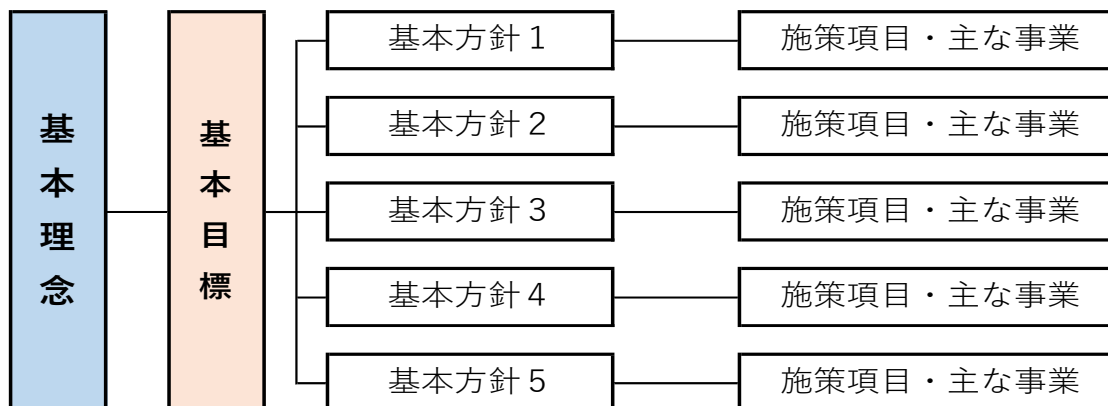 基本理念
基本目標
基本方針1
施策項目・主な事業
基本方針2
施策項目・主な事業
基本方針3
施策項目・主な事業
基本方針4
施策項目・主な事業
基本方針5
施策項目・主な事業